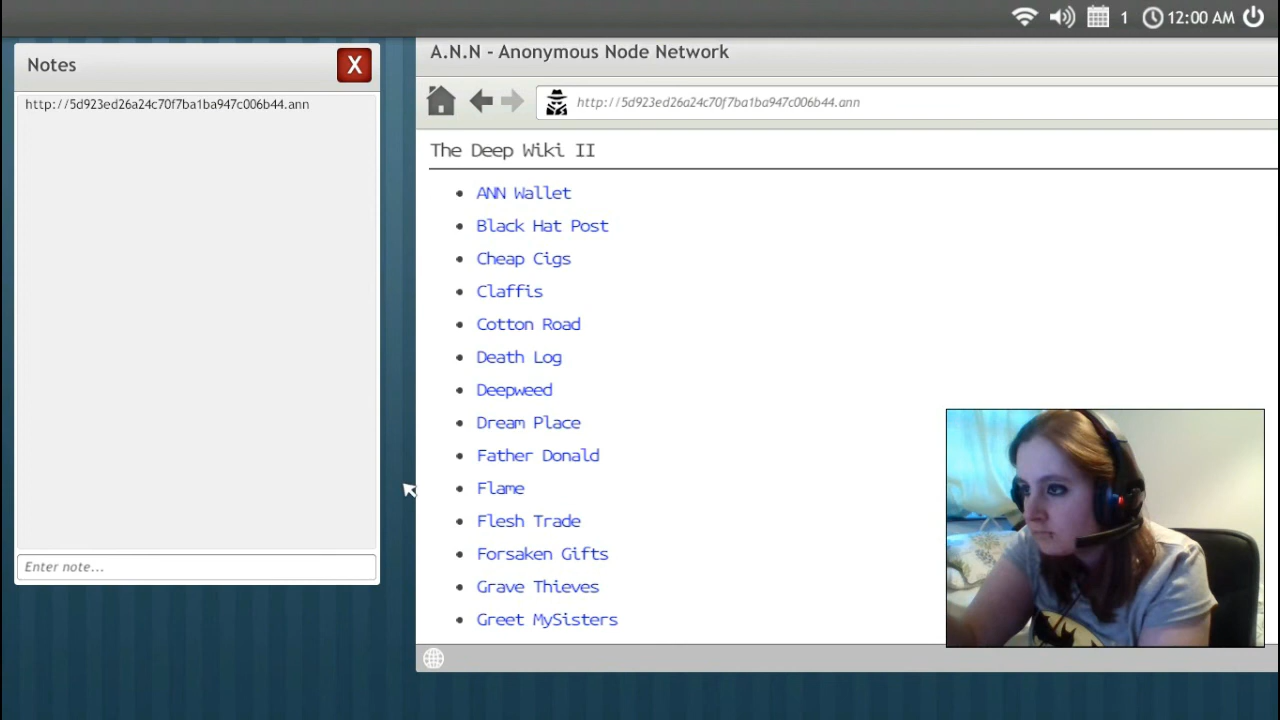 1 12:00 AM
Notes
X
http://5d923ed26a24c70f7ba1ba947c006b44.ann
Enter note...
A.N.N - Anonymous Node Network
http://5d923ed26a24c70f7ba1ba947c006b44.ann
The Deep Wiki II
ANN Wallet
Black Hat Post
Cheap Cigs
Claffis
Cotton Road
Death Log
Deepweed
Dream Place
Father Donald
Flame
Flesh Trade
Forsaken Gifts
Grave Thieves
Greet MySisters